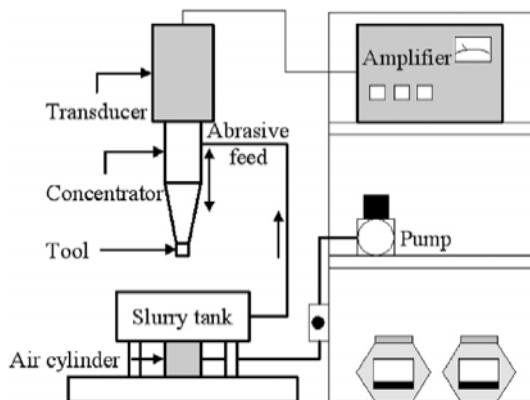 Amplifier
Transducer
Abrasive
feed
Concentrator
Tool
Pump
Slurry tank
Air cylinder